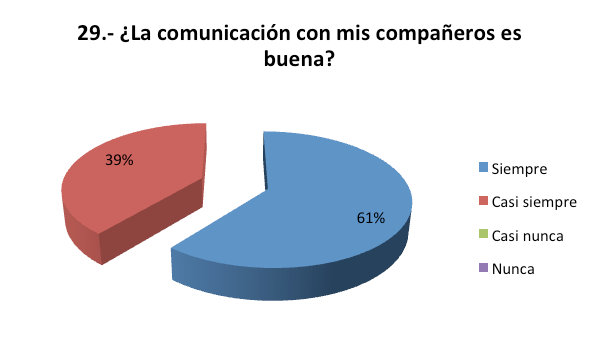 29.- ¿La comunicación con mis compañeros es
buena?
39%
61%
Siempre
Casi siempre
Casi nunca
Nunca